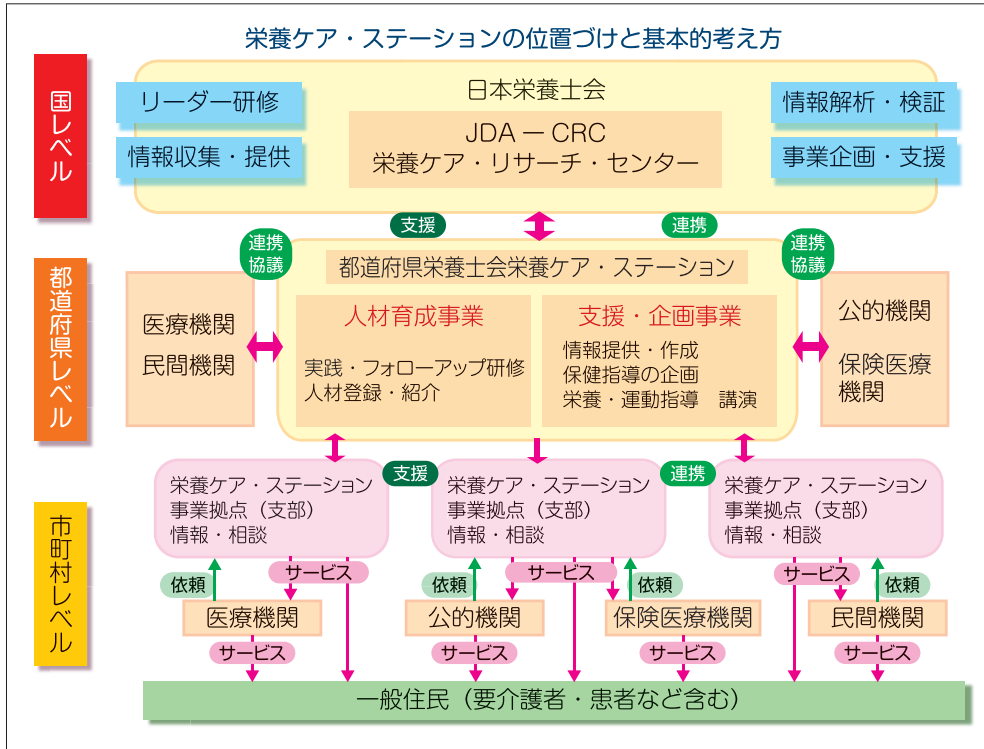 栄養ケア・ステーションの位置づけと基本的考え方
国レベル
日本栄養士会
リーダー研修
情報収集・提供
JDA － CRC
栄養ケア・リサーチ・センター
情報解析・検証
事業企画・支援
支援
連携
都道府県レベル
連携
協議
連携
協議
医療機関
民間機関
都道府県栄養士会栄養ケア・ステーション
人材育成事業
実践・フォローアップ研修
人材登録・紹介
支援・企画事業
情報提供・作成
保健指導の企画
栄養・運動指導　講演
公的機関
保険医療
機関
支援
連携
市町村レベル
栄養ケア・ステーション
事業拠点（支部）
情報・相談
栄養ケア・ステーション
事業拠点（支部）
情報・相談
栄養ケア・ステーション
事業拠点（支部）
情報・相談
依頼
サービス
依頼
サービス
依頼
サービス
依頼
医療機関
公的機関
保険医療機関
民間機関
サービス
サービス
サービス
サービス
一般住民（要介護者・患者など含む）